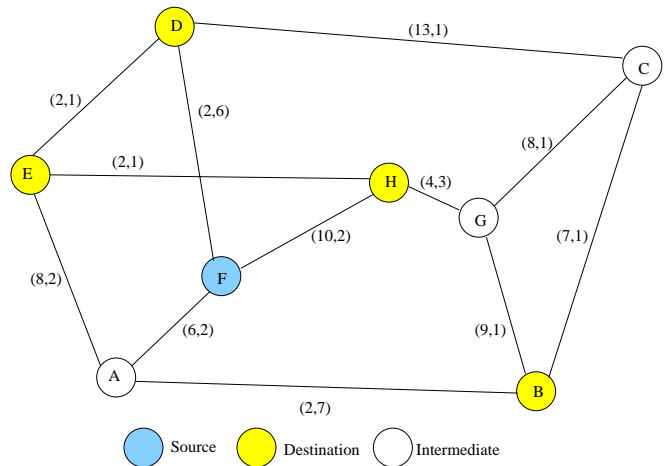 D
(13,1)
C
(2,1)
(2,6)
(8,1)
E
(2,1)
H
(4,3)
G
(10,2)
(7,1)
F
(8,2)
(6,2)
(9,1)
A
B
(2,7)
Source
Destination
Intermediate